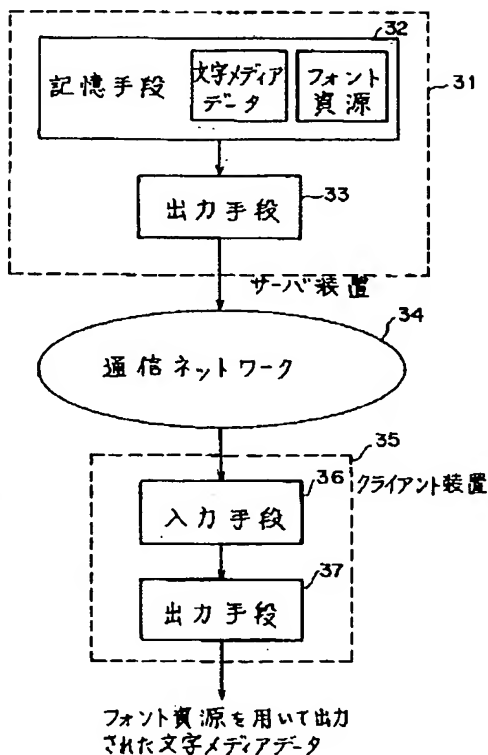 32
記憶手段
文字メディア
データ
フォント
資源
31
出力手段
33
サーバ装置
34
通信ネットワーク
35
36
クライアント装置
入力手段
37
出力手段
フォント資源を用いて出力
された文字メディアデータ